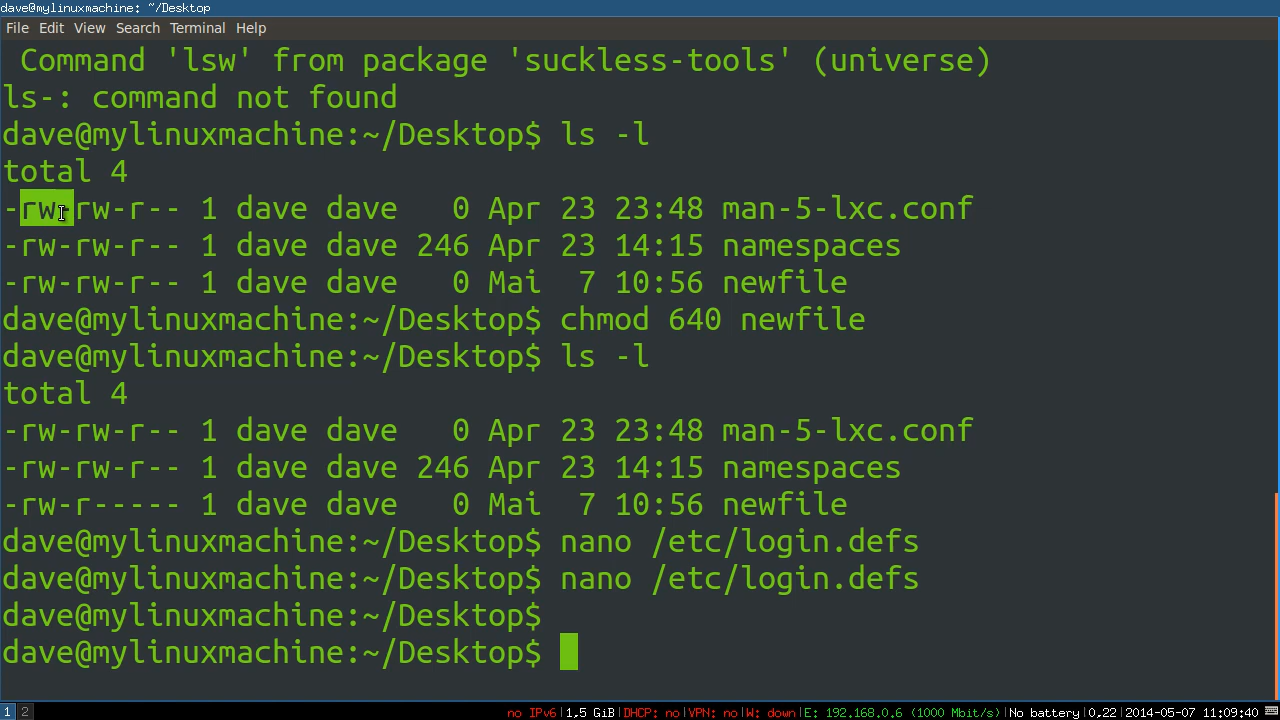 dave@mylinuxmachine: ~/Desktop
File Edit View Search Terminal Help
Command 'lsw' from package 'suckless-tools' (universe)
ls-: command not found
dave@mylinuxmachine:~/Desktop$ ls -l
total 4
-rw-rw-r-- 1 dave dave   0 Apr 23 23:48 man-5-lxc.conf
-rw-rw-r-- 1 dave dave 246 Apr 23 14:15 namespaces
-rw-rw-r-- 1 dave dave   0 Mai  7 10:56 newfile
dave@mylinuxmachine:~/Desktop$ chmod 640 newfile
dave@mylinuxmachine:~/Desktop$ ls -l
total 4
-rw-rw-r-- 1 dave dave   0 Apr 23 23:48 man-5-lxc.conf
-rw-rw-r-- 1 dave dave 246 Apr 23 14:15 namespaces
-rw-r----- 1 dave dave   0 Mai  7 10:56 newfile
dave@mylinuxmachine:~/Desktop$ nano /etc/login.defs
dave@mylinuxmachine:~/Desktop$ nano /etc/login.defs
dave@mylinuxmachine:~/Desktop$
dave@mylinuxmachine:~/Desktop$
1 2 no IPv6|1,5 GiB|DHCP: no|VPN: no|W: down|E: 192.168.0.6 (1000 Mbit/s)|No battery|0.22|2014-05-07 11:09:40